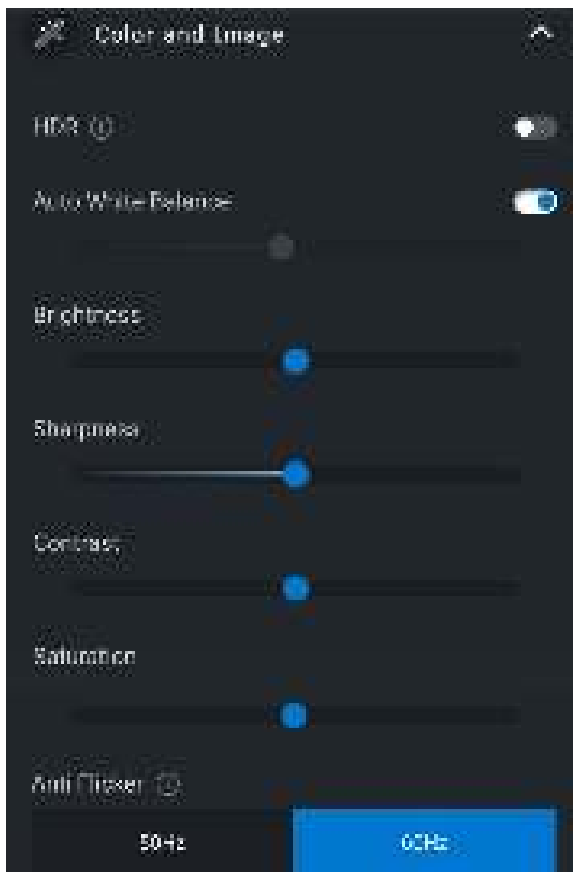 Color and Image
HDR
Auto White Balance
Brightness
Sharpness
Contrast
Saturation
Anti Flicker
50Hz
60Hz